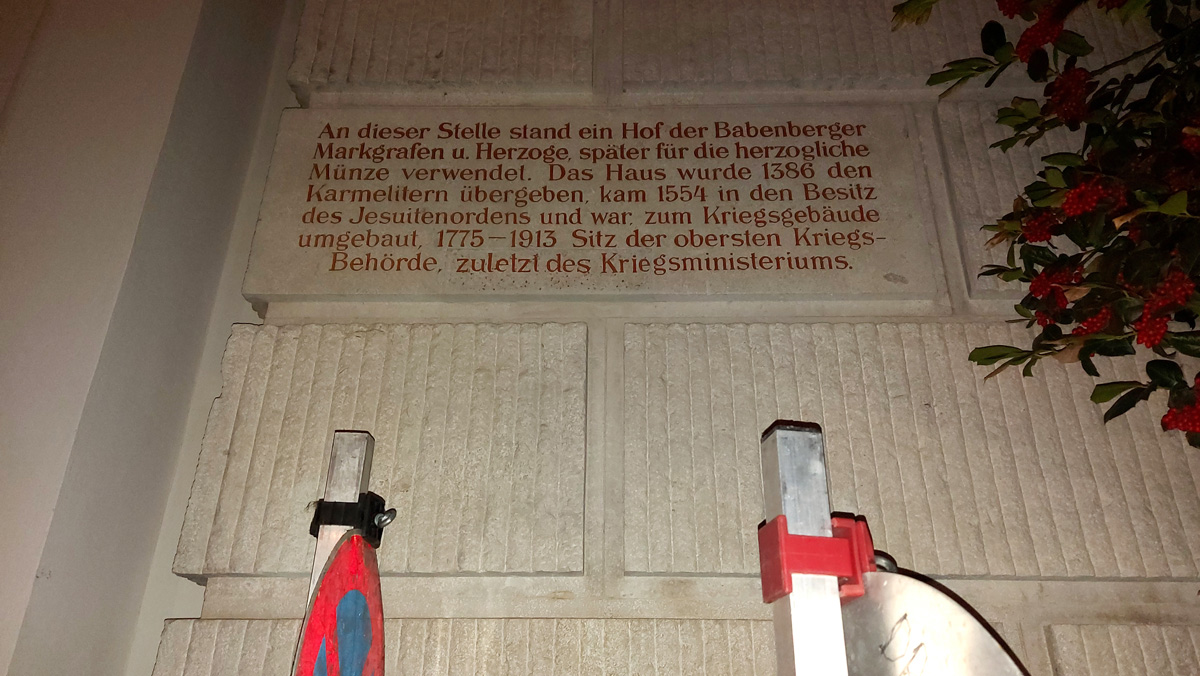 An dieser Stelle stand ein Hof der Babenberger
Markgrafen u. Herzoge, später für die herzogliche
Münze verwendet. Das Haus wurde 1386 den
Karmelitern übergeben, kam 1554 in den Besitz
des Jesuitenordens und war, zum Kriegsgebäude
umgebaut, 1775–1913 Sitz der obersten Kriegs-
Behörde, zuletzt des Kriegsministeriums.